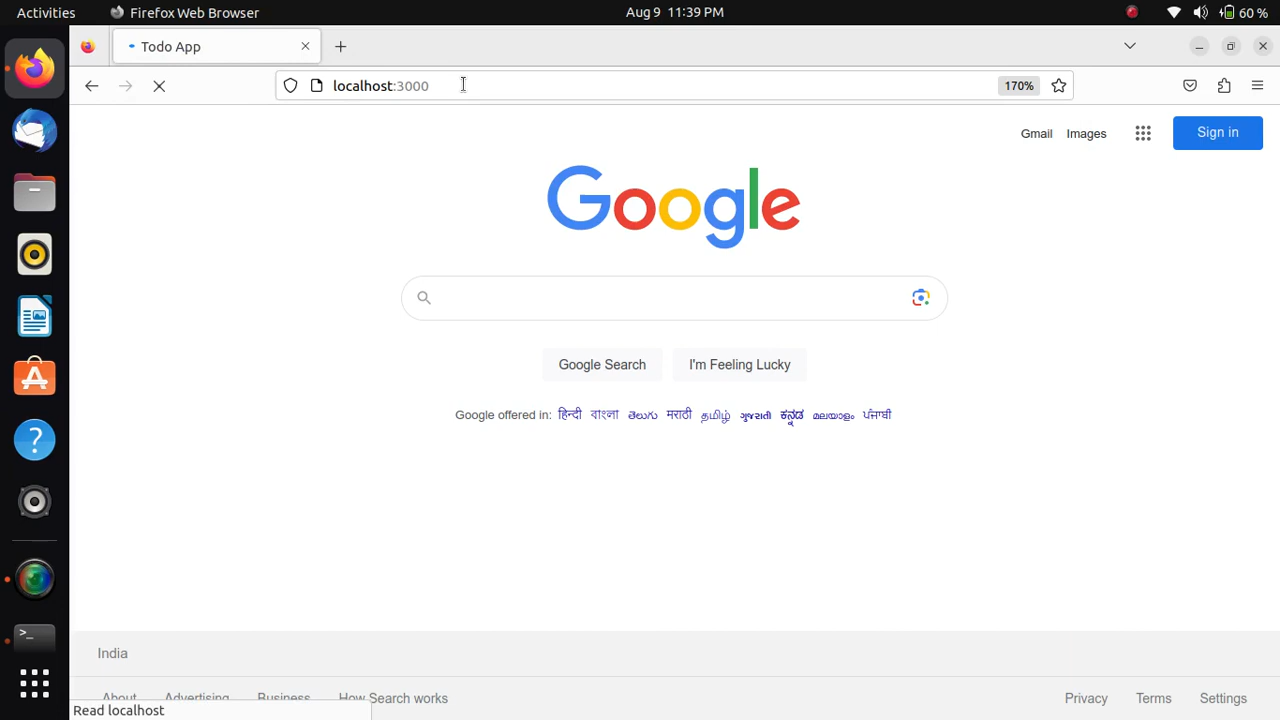 Activities Firefox Web Browser Aug 9 11:39 PM 60 %
Todo App
localhost:3000 170%
Gmail Images Sign in
Google
Google Search I'm Feeling Lucky
Google offered in: हिन्दी বাংলা తెలుగు मराठी தமிழ் ગુજરાતી ಕನ್ನಡ മലയാളം ਪੰਜਾਬੀ
India
About Advertising Business How Search works Privacy Terms Settings
Read localhost